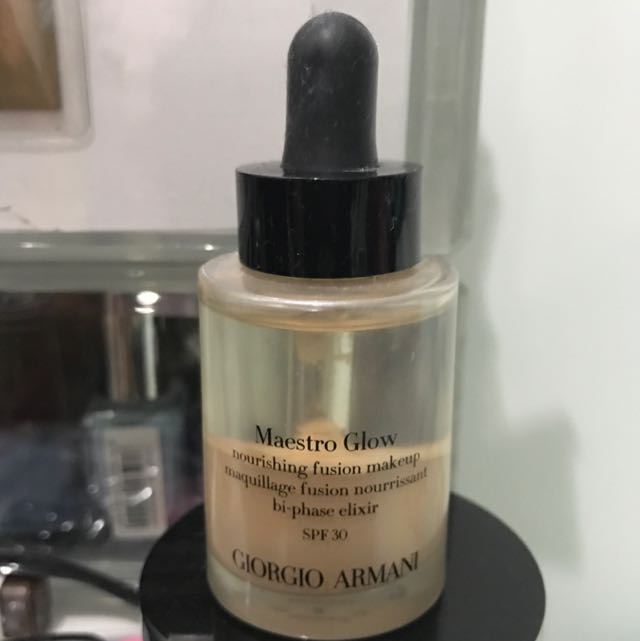 Maestro Glow
nourishing fusion makeup
maquillage fusion nourrissant
bi-phase elixir
SPF 30
GIORGIO ARMANI